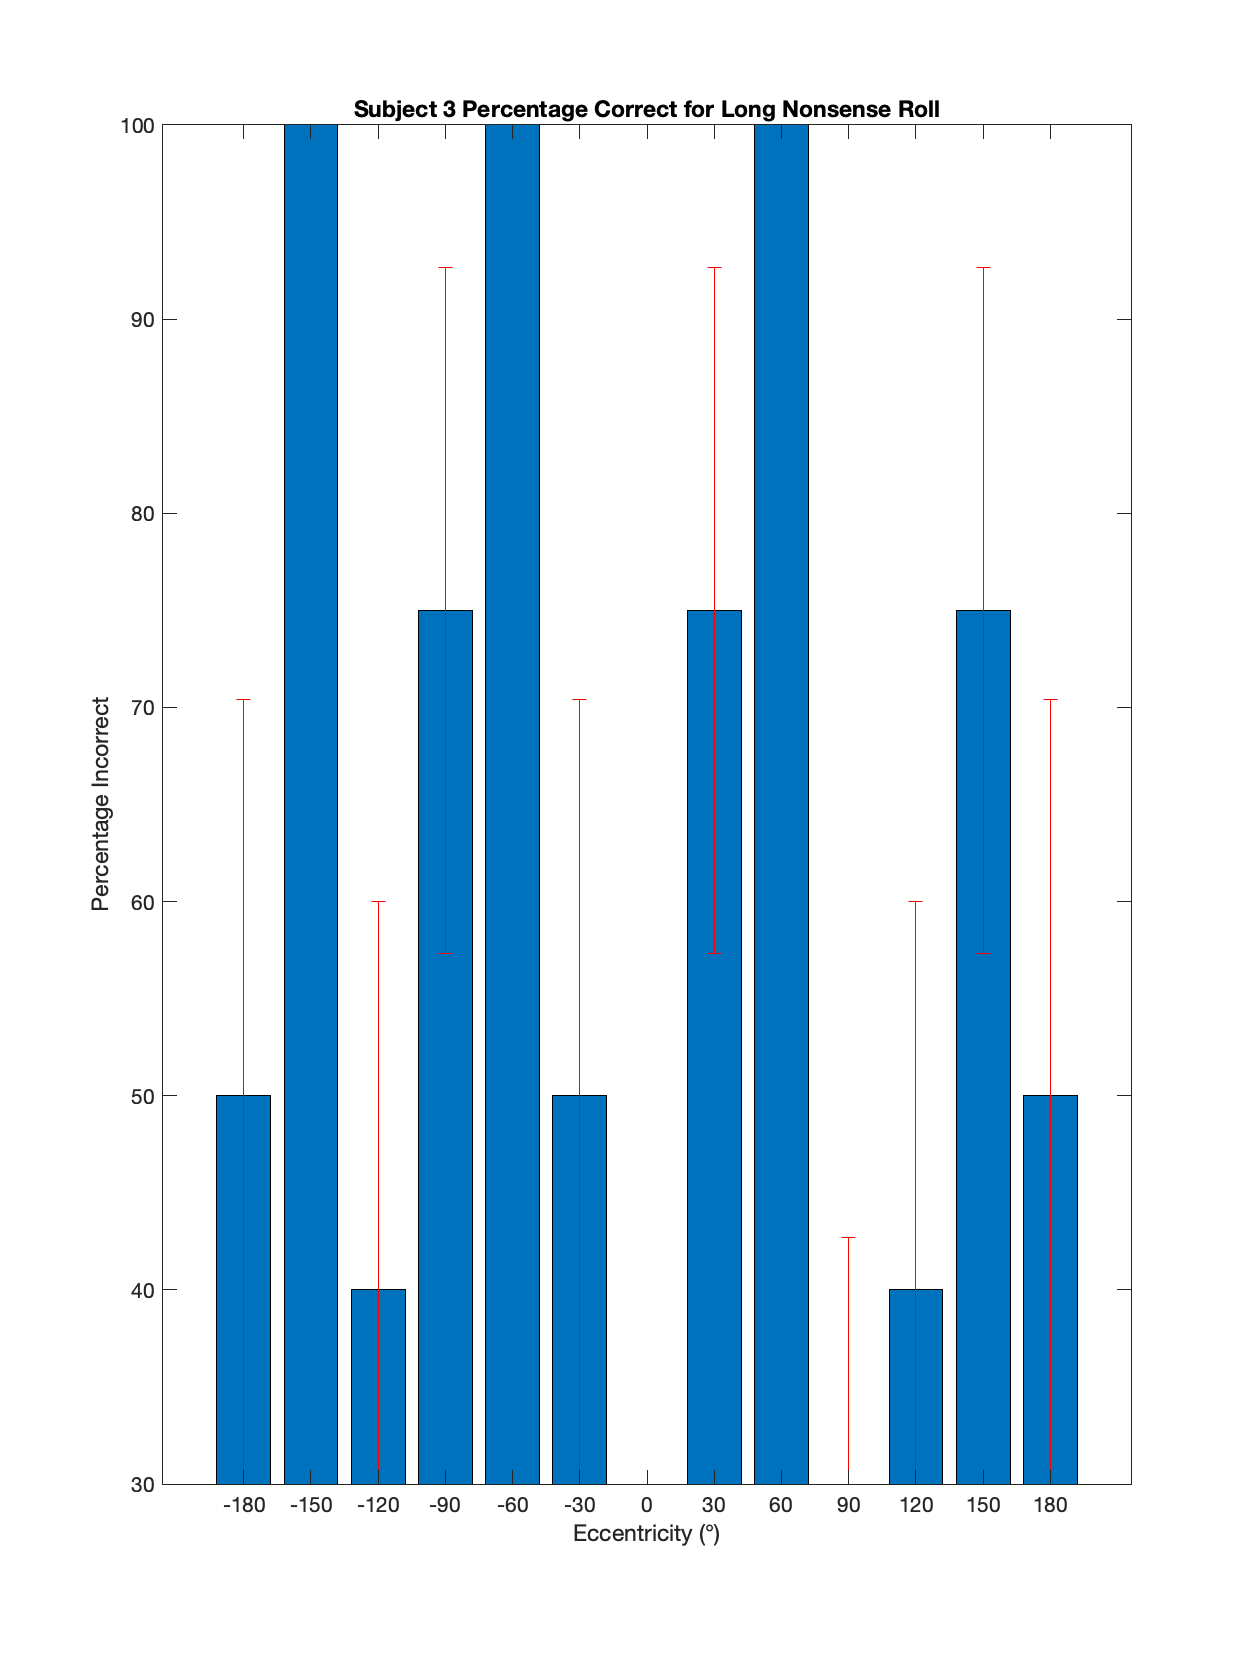 Subject 3 Percentage Correct for Long Nonsense Roll
100
90
80
70
60
50
40
30
Percentage Incorrect
-180 -150 -120 -90 -60 -30 0 30 60 90 120 150 180
Eccentricity (°)